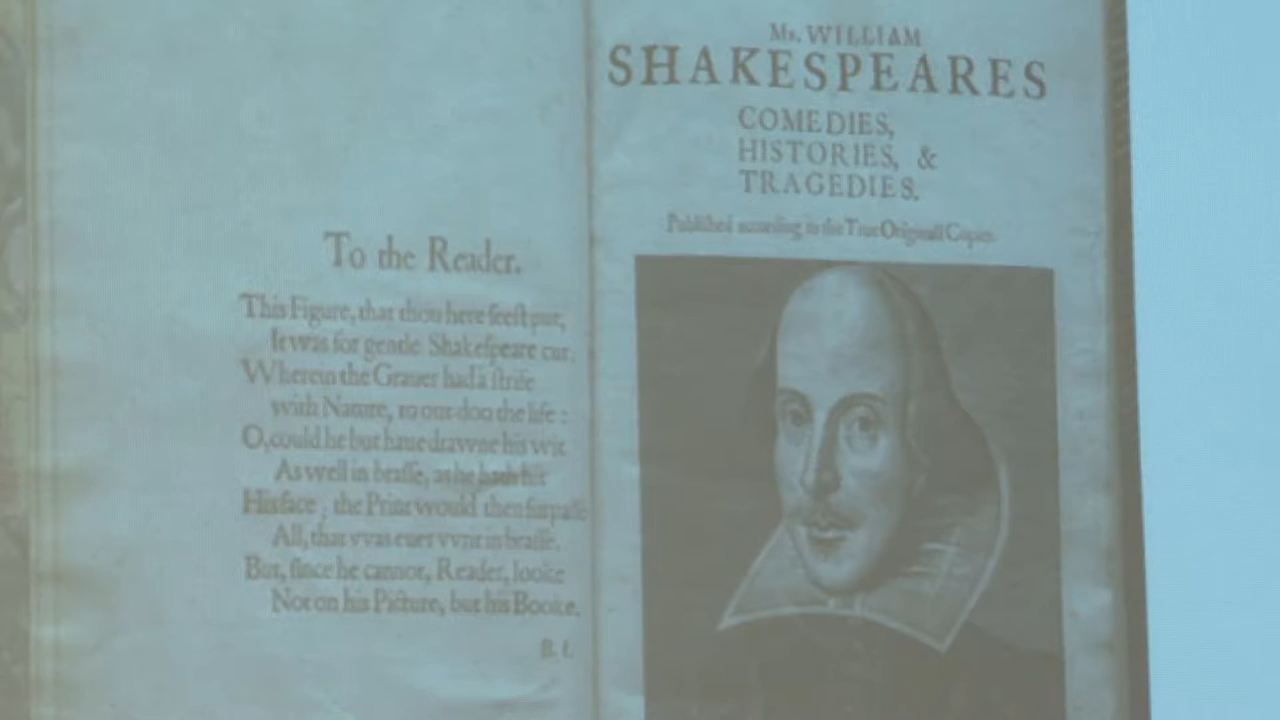 To the Reader.
This Figure, that thou here seest put,
It was for gentle Shakespeare cut;
Wherein the Grauer had a strife
with Nature, to out-doo the life :
O, could he but haue drawne his wit
As well in brasse, as he hath hit
His face ; the Print would then surpasse
All, that vvas euer vvrit in brasse.
But, since he cannot, Reader, looke
Not on his Picture, but his Booke.
B. I.
Mr. WILLIAM
SHAKESPEARES
COMEDIES,
HISTORIES, &
TRAGEDIES.
Published according to the True Originall Copies.